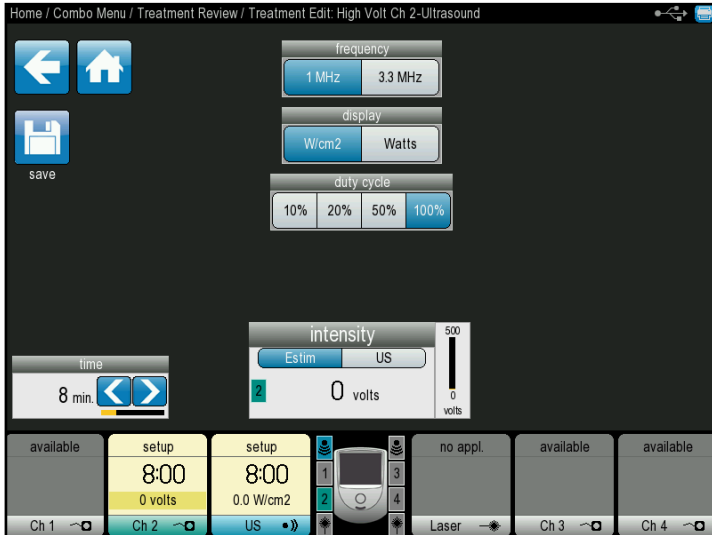 Home / Combo Menu / Treatment Review / Treatment Edit: High Volt Ch 2-Ultrasound
frequency
1 MHz 3.3 MHz
display
W/cm2 Watts
save
duty cycle
10% 20% 50% 100%
intensity
500
Estim US
time
8 min.
2 0 volts
0
volts
available setup setup no appl. available available
8:00 8:00
1 3
0 volts 0.0 W/cm2
2 4
Ch 1 Ch 2 US Laser Ch 3 Ch 4